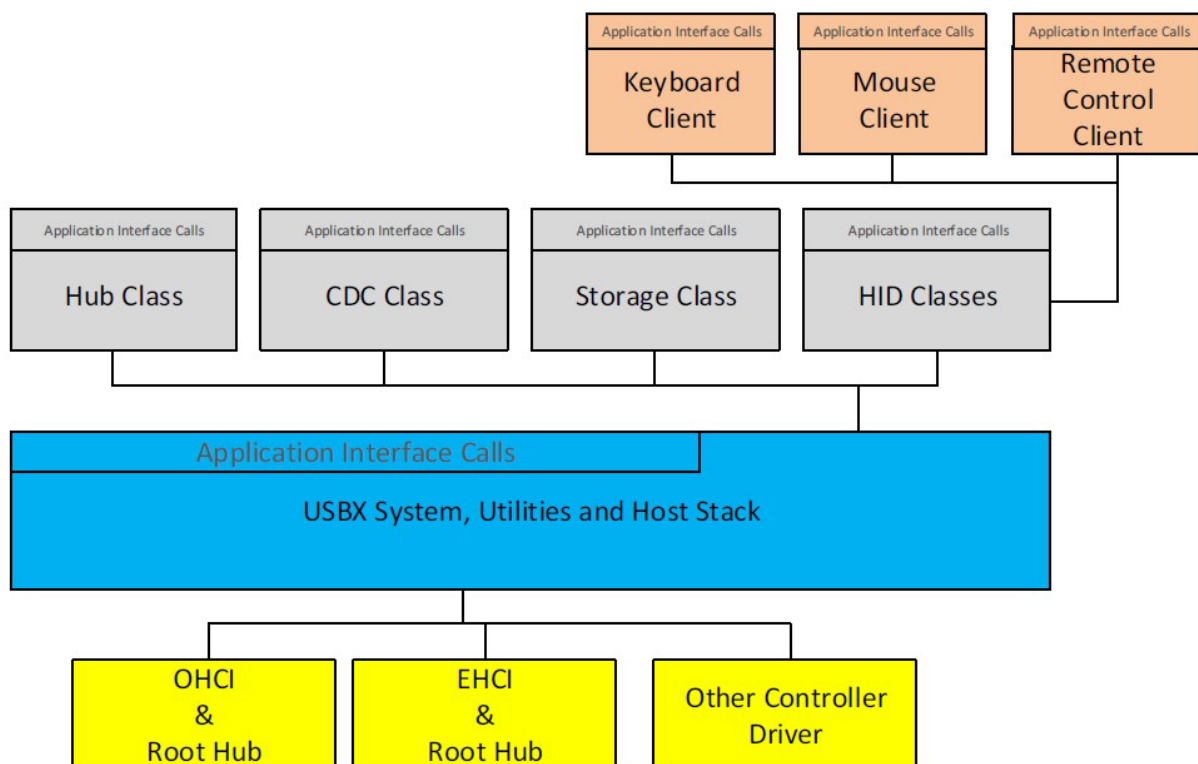 Application Interface Calls
Keyboard
Client
Application Interface Calls
Mouse
Client
Application Interface Calls
Remote
Control
Client
Application Interface Calls
Hub Class
Application Interface Calls
CDC Class
Application Interface Calls
Storage Class
Application Interface Calls
HID Classes
Application Interface Calls
USBX System, Utilities and Host Stack
OHCI
&
Root Hub
EHCI
&
Root Hub
Other Controller
Driver